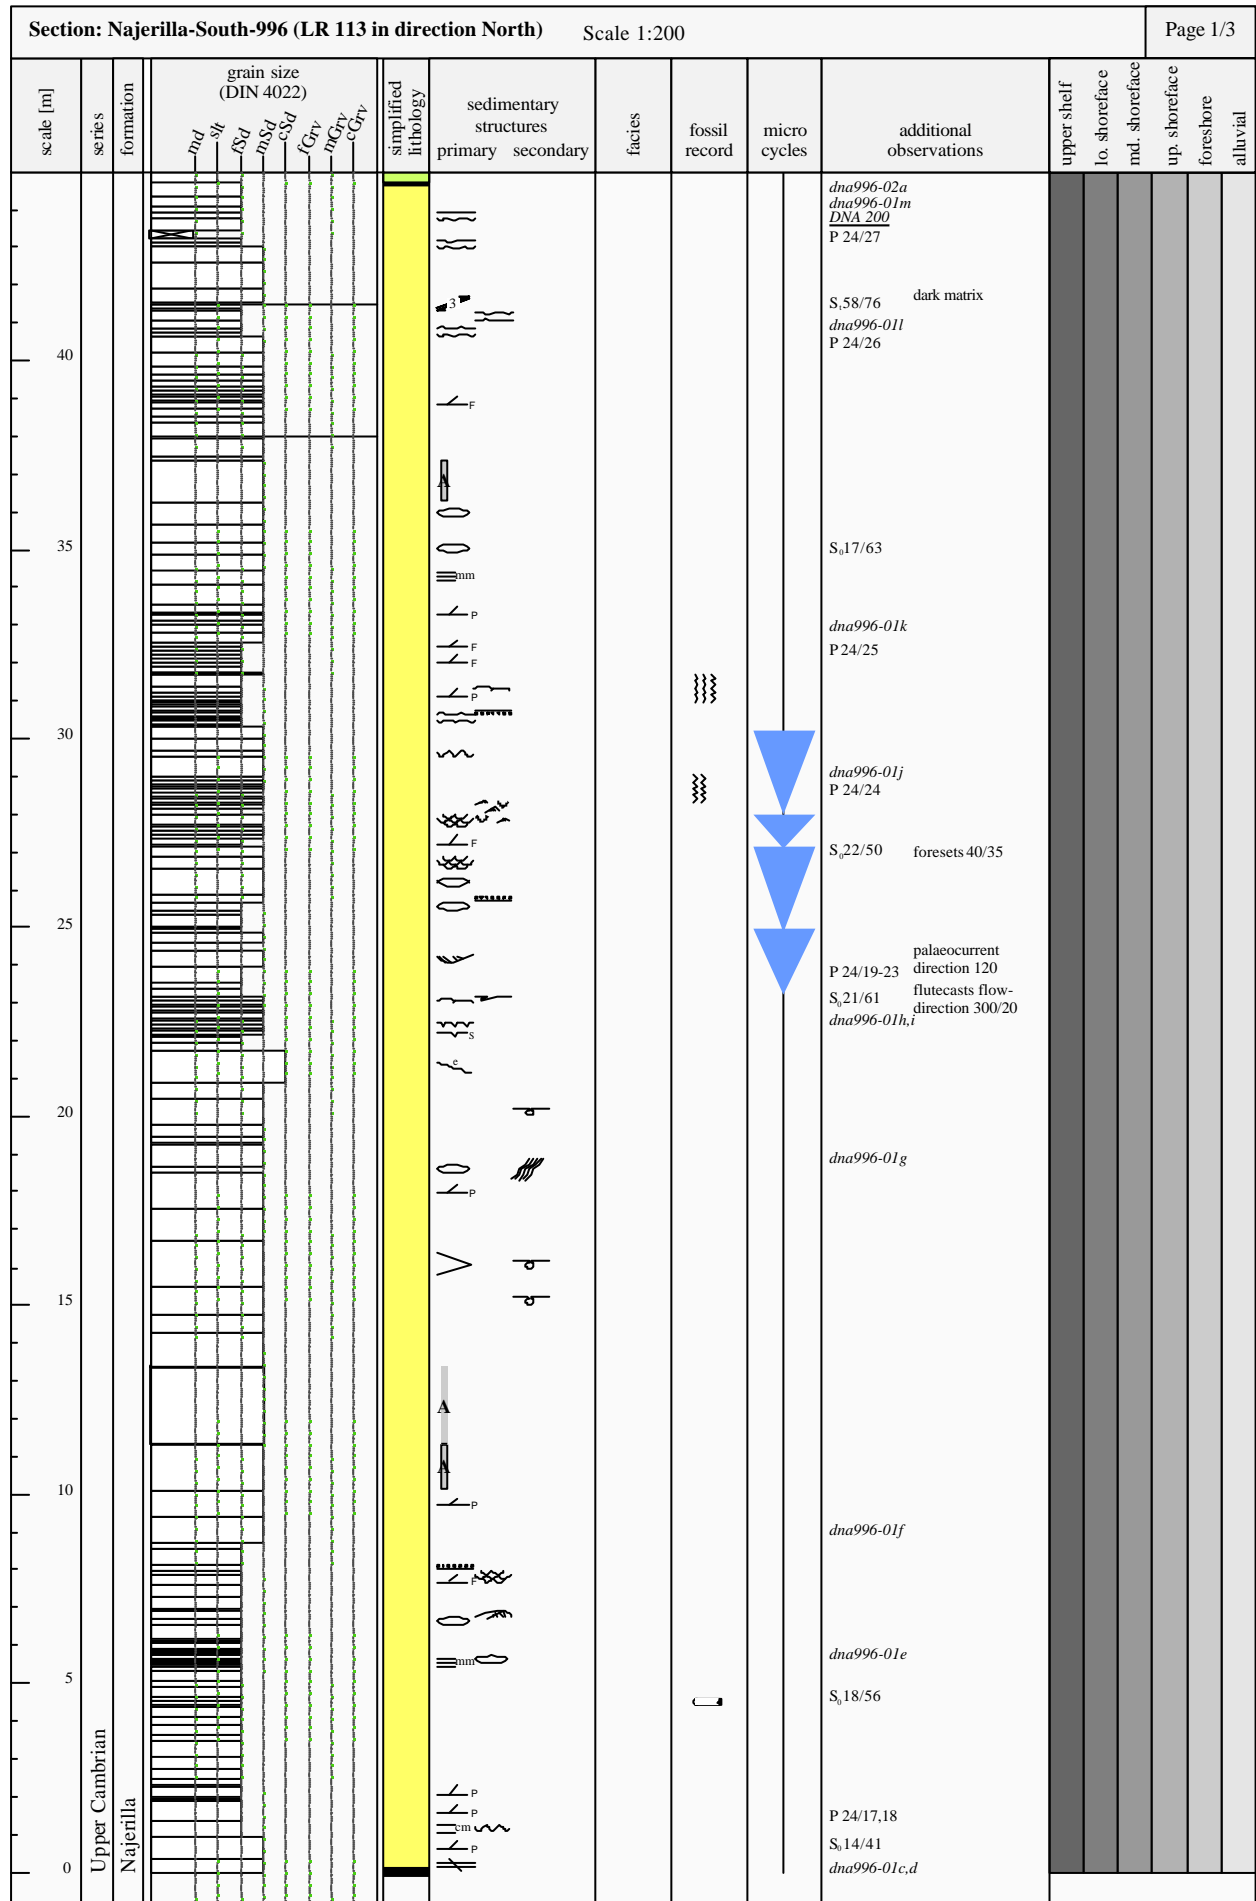 Section: Najerilla-South-996 (LR 113 in direction North) Scale 1:200 Page 1/3
scale [m]
series
formation
grain size
(DIN 4022)
md
slt
fSd
mSd
cSd
fGrv
mGrv
cGrv
simplified
lithology
sedimentary
structures
primary secondary
facies
fossil
record
micro
cycles
additional
observations
upper shelf
lo. shoreface
md. shoreface
up. shoreface
foreshore
alluvial
dna996-02a
dna996-01m
DNA 200
P 24/27
3
S₁58/76 dark matrix
dna996-01l
P 24/26
40
F
A
35
S₀17/63
mm
P
dna996-01k
F
P 24/25
F
P
30
dna996-01j
P 24/24
F
S₀22/50 foresets 40/35
25
palaeocurrent
direction 120
P 24/19-23
flutecasts flow-
direction 300/20
S₀21/61
dna996-01h,i
s
e
20
dna996-01g
P
15
A
A
10
P
dna996-01f
F
dna996-01e
mm
5
S₀18/56
P
P
P 24/17,18
cm
S₀14/41
P
dna996-01c,d
0
Upper Cambrian
Najerilla